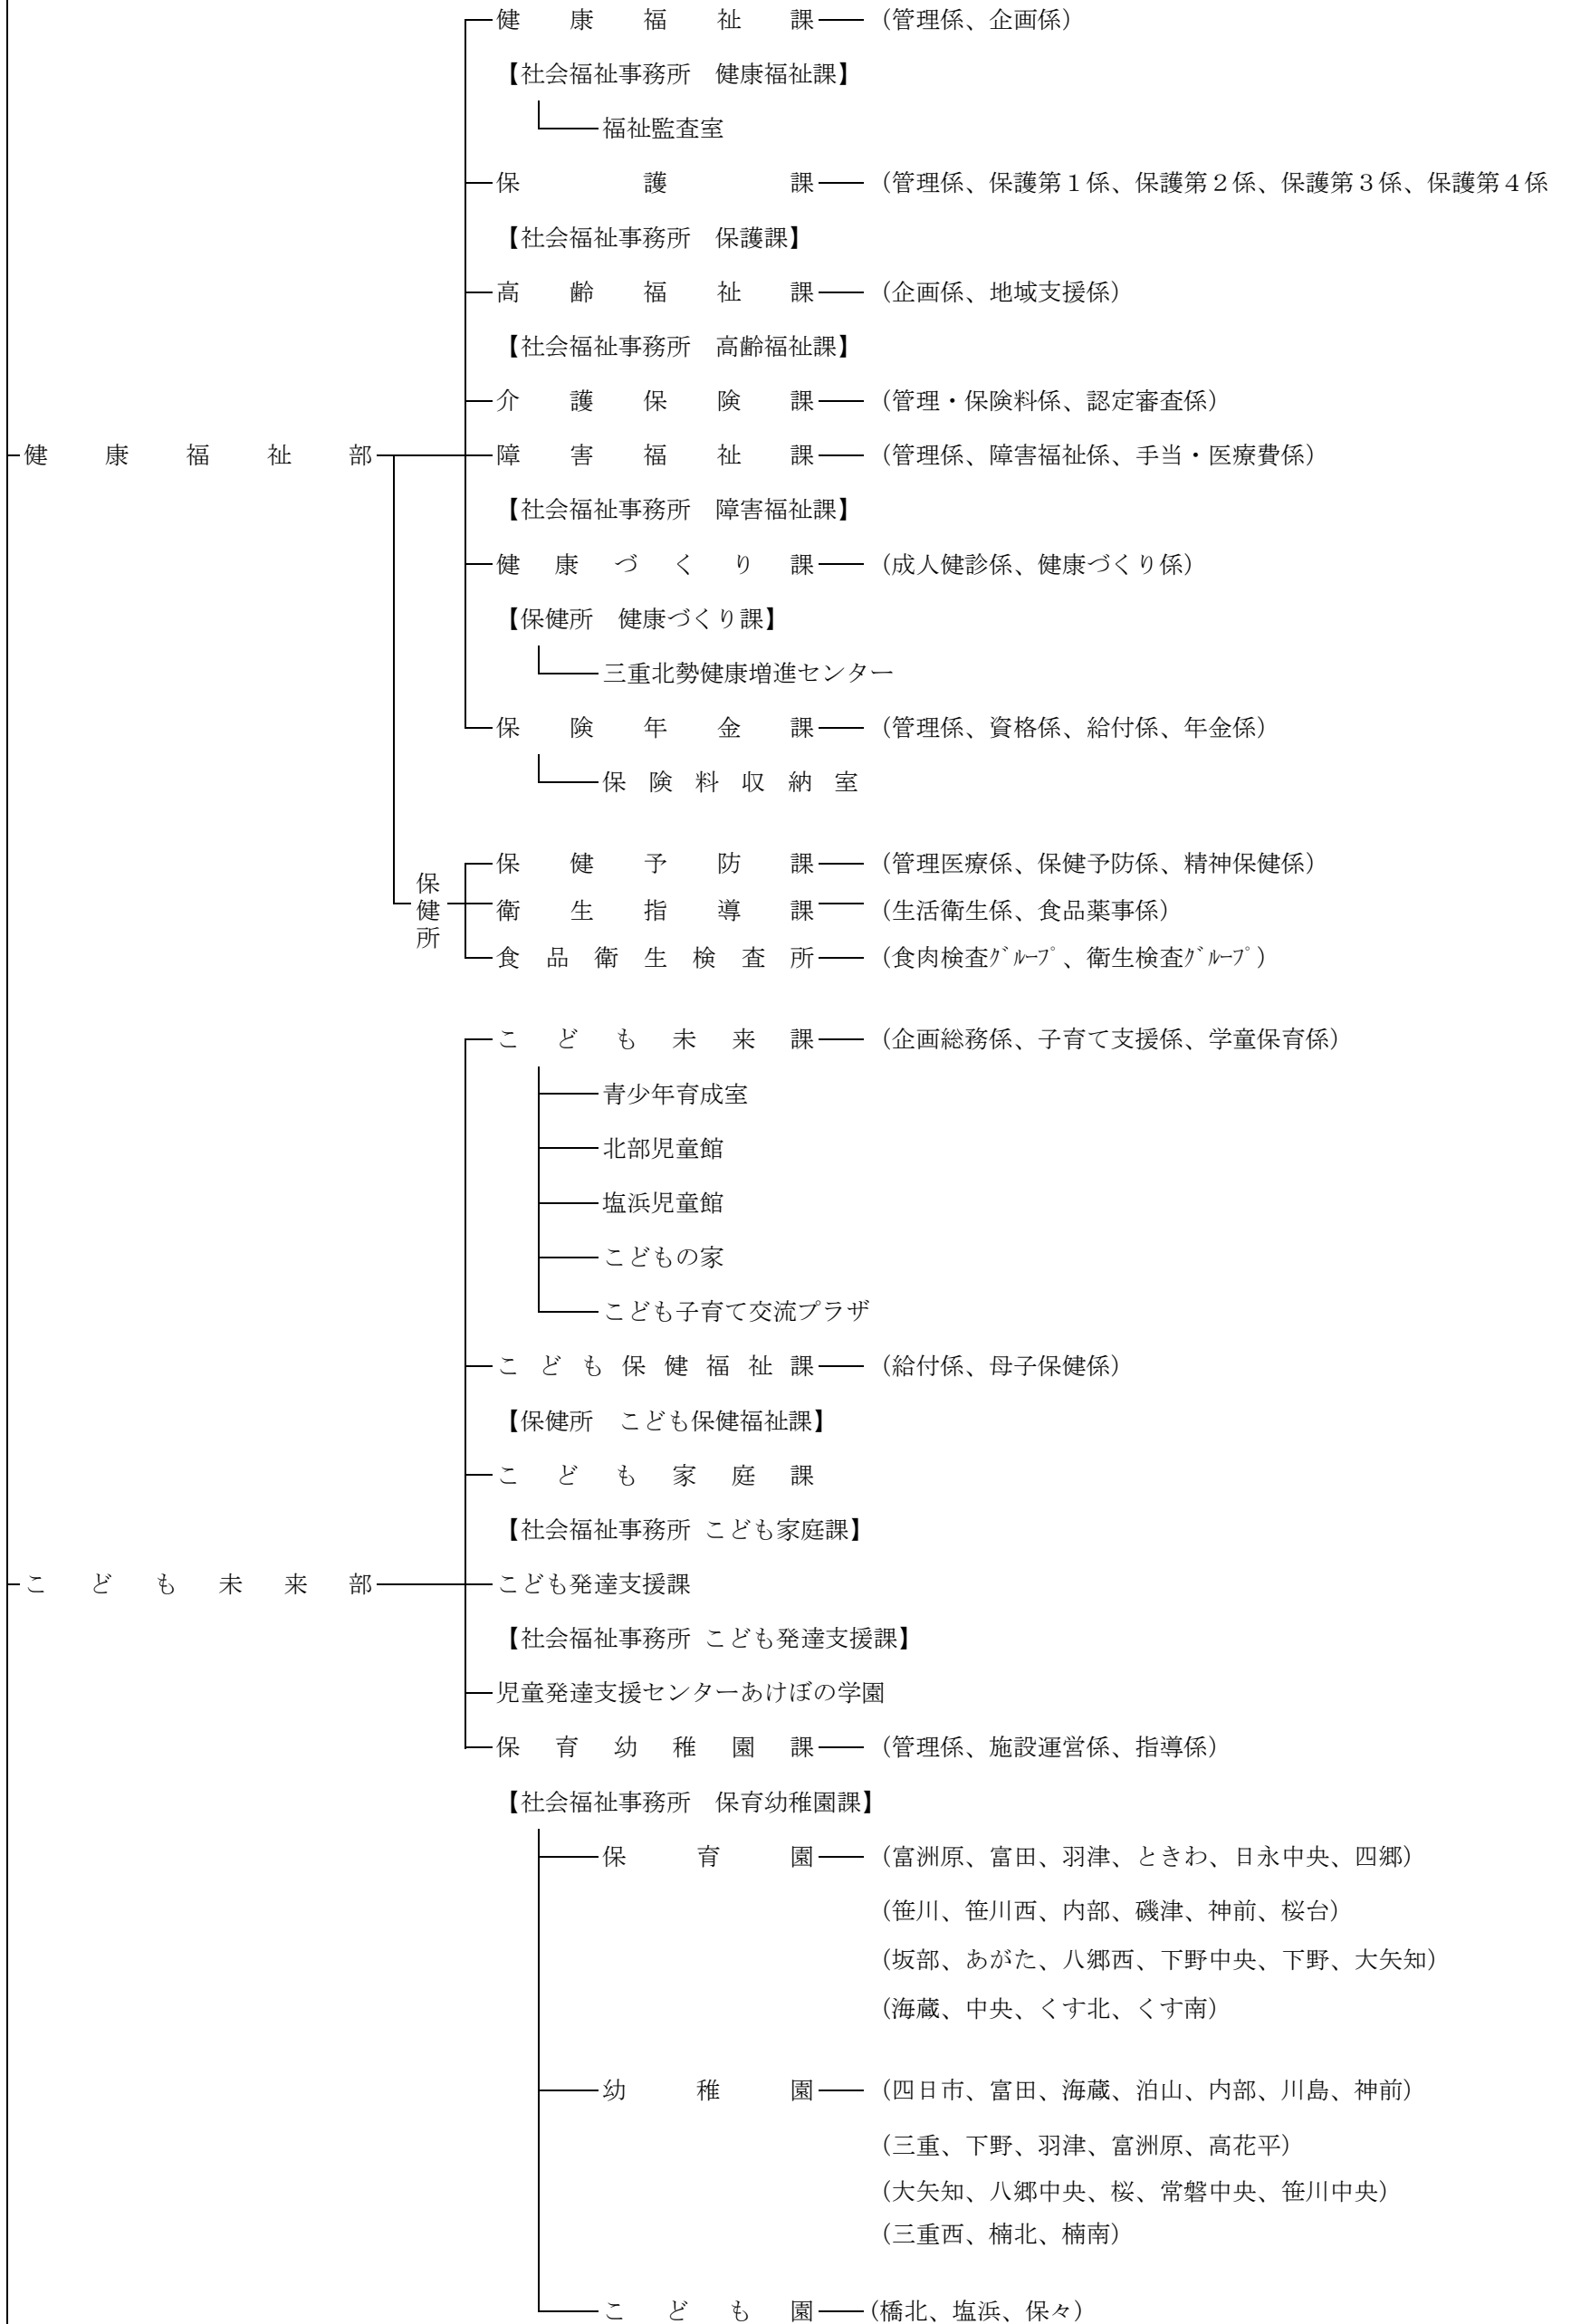 健康福祉課 (管理係、企画係)
【社会福祉事務所　健康福祉課】
福祉監査室
保護課 (管理係、保護第１係、保護第２係、保護第３係、保護第４係
【社会福祉事務所　保護課】
高齢福祉課 (企画係、地域支援係)
【社会福祉事務所　高齢福祉課】
介護保険課 (管理・保険料係、認定審査係)
健康福祉部 障害福祉課 (管理係、障害福祉係、手当・医療費係)
【社会福祉事務所　障害福祉課】
健康づくり課 (成人健診係、健康づくり係)
【保健所　健康づくり課】
三重北勢健康増進センター
保険年金課 (管理係、資格係、給付係、年金係)
保険料収納室
保健予防課 (管理医療係、保健予防係、精神保健係)
保健所 衛生指導課 (生活衛生係、食品薬事係)
食品衛生検査所 (食肉検査ｸﾞﾙｰﾌﾟ、衛生検査ｸﾞﾙｰﾌﾟ)
こども未来課 (企画総務係、子育て支援係、学童保育係)
青少年育成室
北部児童館
塩浜児童館
こどもの家
こども子育て交流プラザ
こども保健福祉課 (給付係、母子保健係)
【保健所　こども保健福祉課】
こども家庭課
【社会福祉事務所 こども家庭課】
こども未来部 こども発達支援課
【社会福祉事務所 こども発達支援課】
児童発達支援センターあけぼの学園
保育幼稚園課 (管理係、施設運営係、指導係)
【社会福祉事務所　保育幼稚園課】
保育園 (富洲原、富田、羽津、ときわ、日永中央、四郷)
(笹川、笹川西、内部、磯津、神前、桜台)
(坂部、あがた、八郷西、下野中央、下野、大矢知)
(海蔵、中央、くす北、くす南)
幼稚園 (四日市、富田、海蔵、泊山、内部、川島、神前)
(三重、下野、羽津、富洲原、高花平)
(大矢知、八郷中央、桜、常磐中央、笹川中央)
(三重西、楠北、楠南)
こども園 (橋北、塩浜、保々)